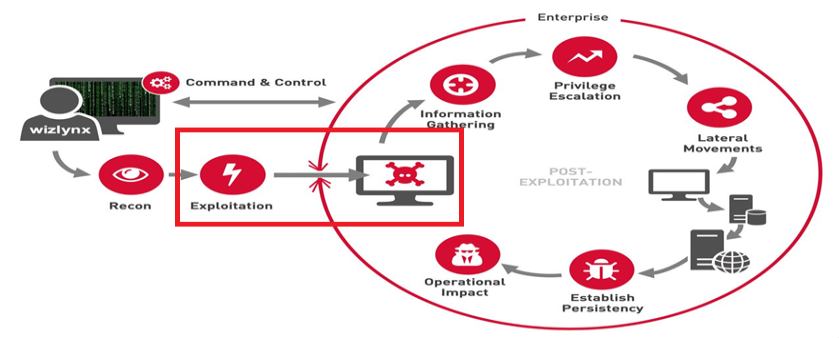 Enterprise
Command & Control
wizlynx
Recon
Exploitation
Information
Gathering
Privilege
Escalation
Lateral
Movements
POST-
EXPLOITATION
Establish
Persistency
Operational
Impact